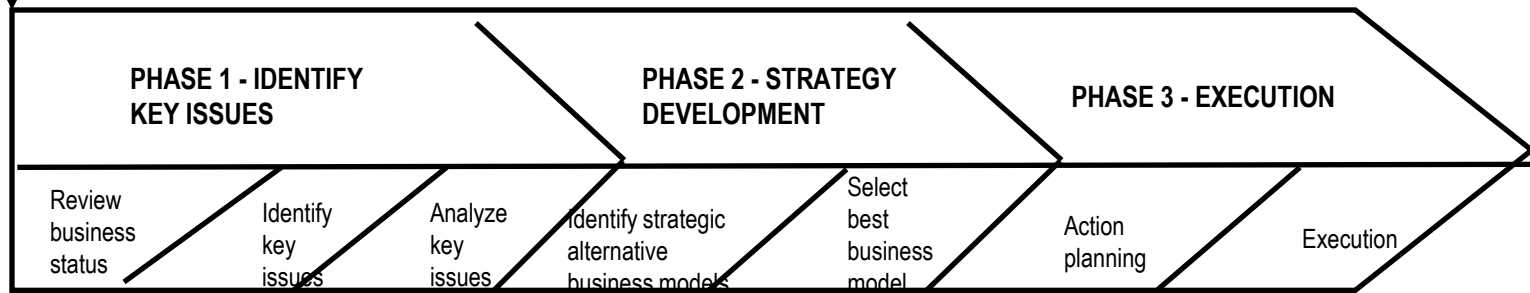 PHASE 1 - IDENTIFY
KEY ISSUES
PHASE 2 - STRATEGY
DEVELOPMENT
PHASE 3 - EXECUTION
Review
business
status
Identify
key
issues
Analyze
key
issues
Identify strategic
alternative
business models
Select
best
business
model
Action
planning
Execution